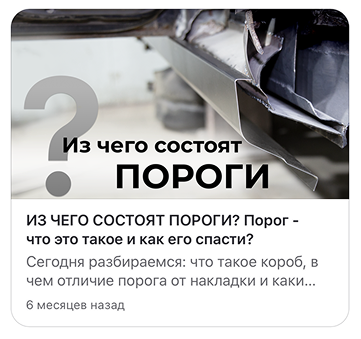 ?
Из чего состоят
ПОРОГИ
ИЗ ЧЕГО СОСТОЯТ ПОРОГИ? Порог -
что это такое и как его спасти?
Сегодня разбираемся: что такое короб, в
чем отличие порога от накладки и каки...
6 месяцев назад